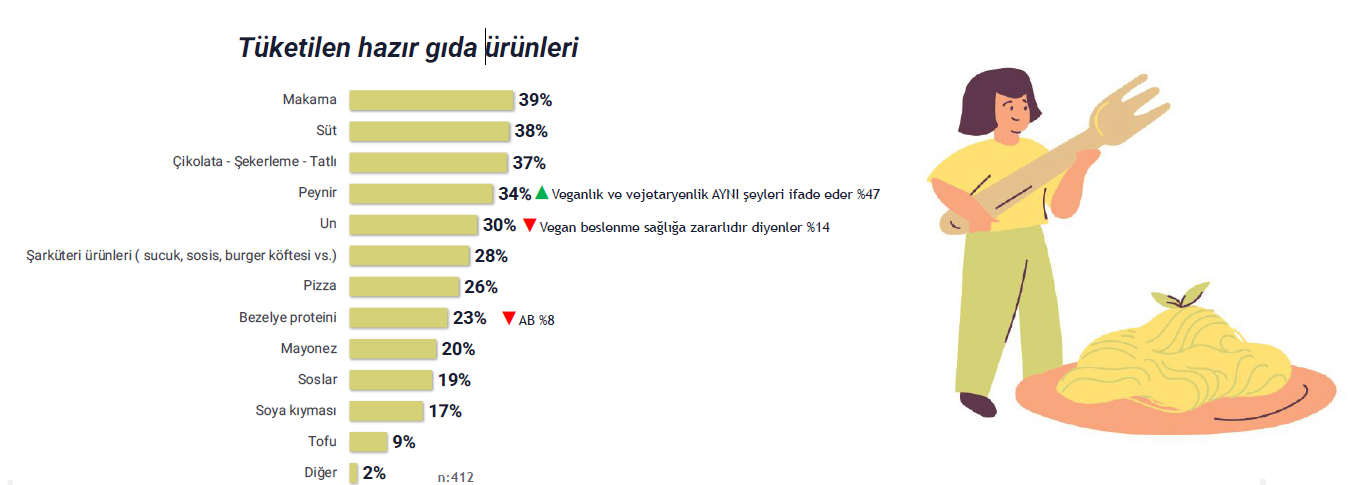 Tüketilen hazır gıda ürünleri
Makarna 39%
Süt 38%
Çikolata - Şekerleme - Tatlı 37%
Peynir 34% Veganlık ve vejetaryenlik AYNI şeyleri ifade eder %47
Un 30% Vegan beslenme sağlığa zararlıdır diyenler %14
Şarküteri ürünleri ( sucuk, sosis, burger köftesi vs.) 28%
Pizza 26%
Bezelye proteini 23% AB %8
Mayonez 20%
Soslar 19%
Soya kıyması 17%
Tofu 9%
Diğer 2% n:412